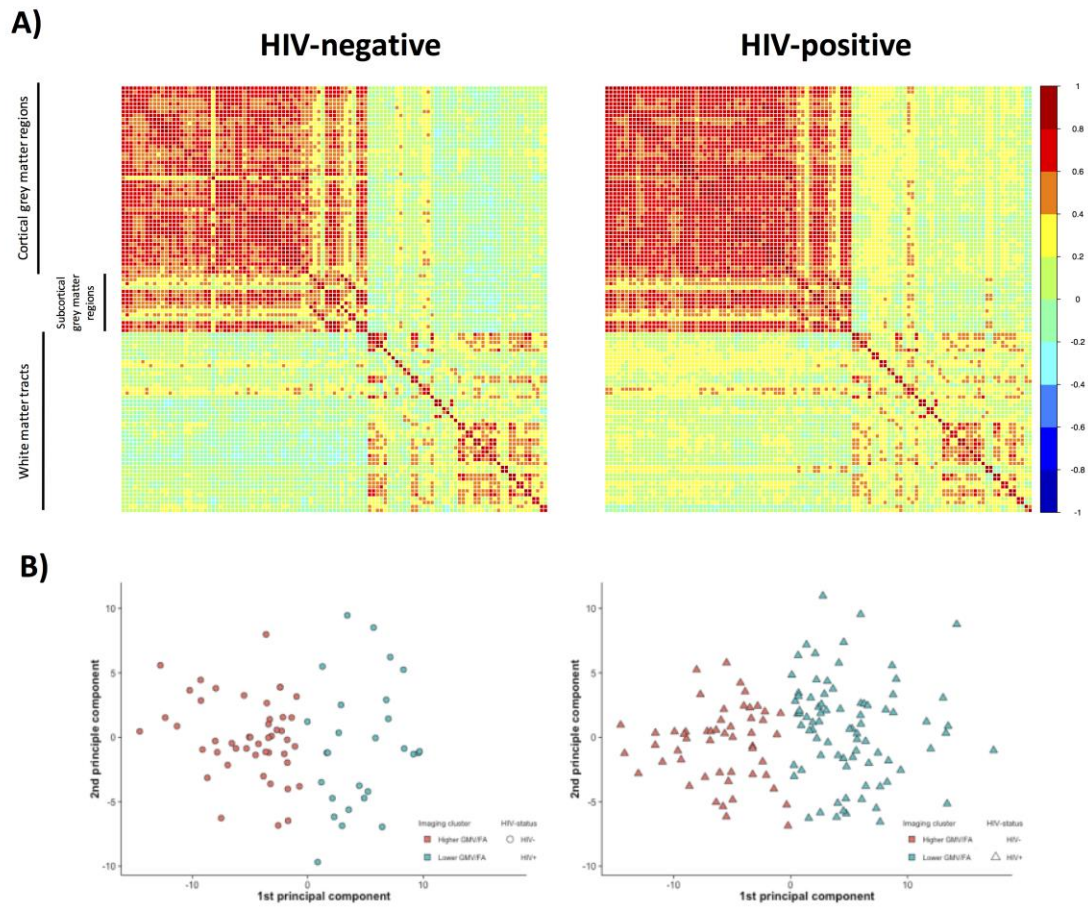 A)
HIV-negative
HIV-positive
Cortical grey matter regions
Subcortical
grey matter
regions
White matter tracts
1
0.8
0.6
0.4
0.2
0
-0.2
-0.4
-0.6
-0.8
-1
B)
2nd principle component
10
5
0
-5
-10
-10
0
10
1st principal component
Imaging cluster
Higher GMV/FA
Lower GMV/FA
HIV-status
HIV-
HIV+
2nd principle component
10
5
0
-5
-10
-10
0
10
1st principal component
Imaging cluster
Higher GMV/FA
Lower GMV/FA
HIV-status
HIV-
HIV+